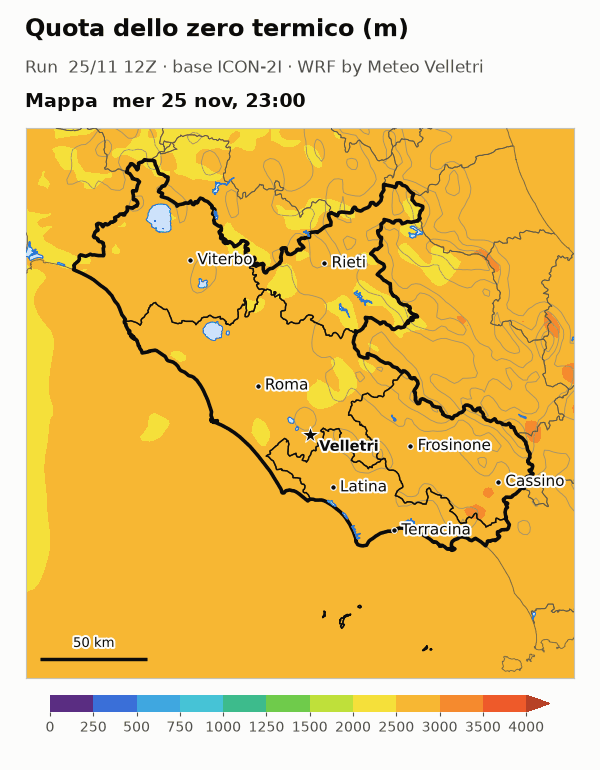 Quota dello zero termico (m)
Run  25/11 12Z · base ICON-2I · WRF by Meteo Velletri
Mappa  mer 25 nov, 23:00
Viterbo
Rieti
Roma
Velletri
Frosinone
Cassino
Latina
Terracina
50 km
0 250 500 750 1000 1250 1500 2000 2500 3000 3500 4000